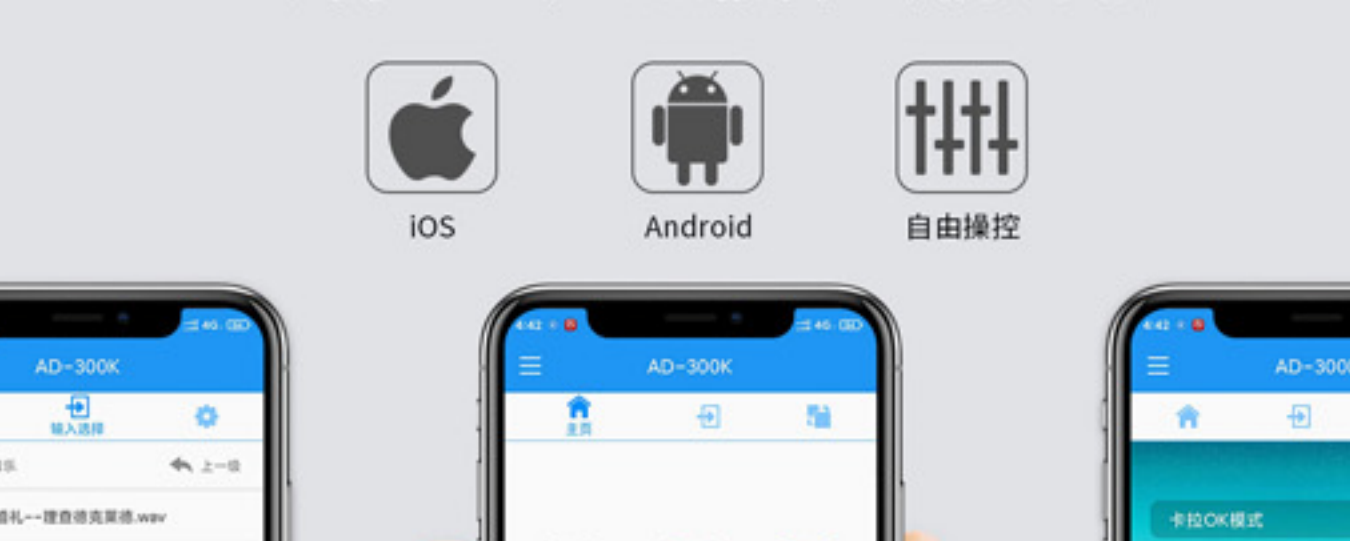 iOS
Android
自由操控
4G
AD-300K
输入选择
上一级
礼--理查德克莱德.wav
4:42
4G
AD-300K
主页
4:42
AD-300
卡拉OK模式